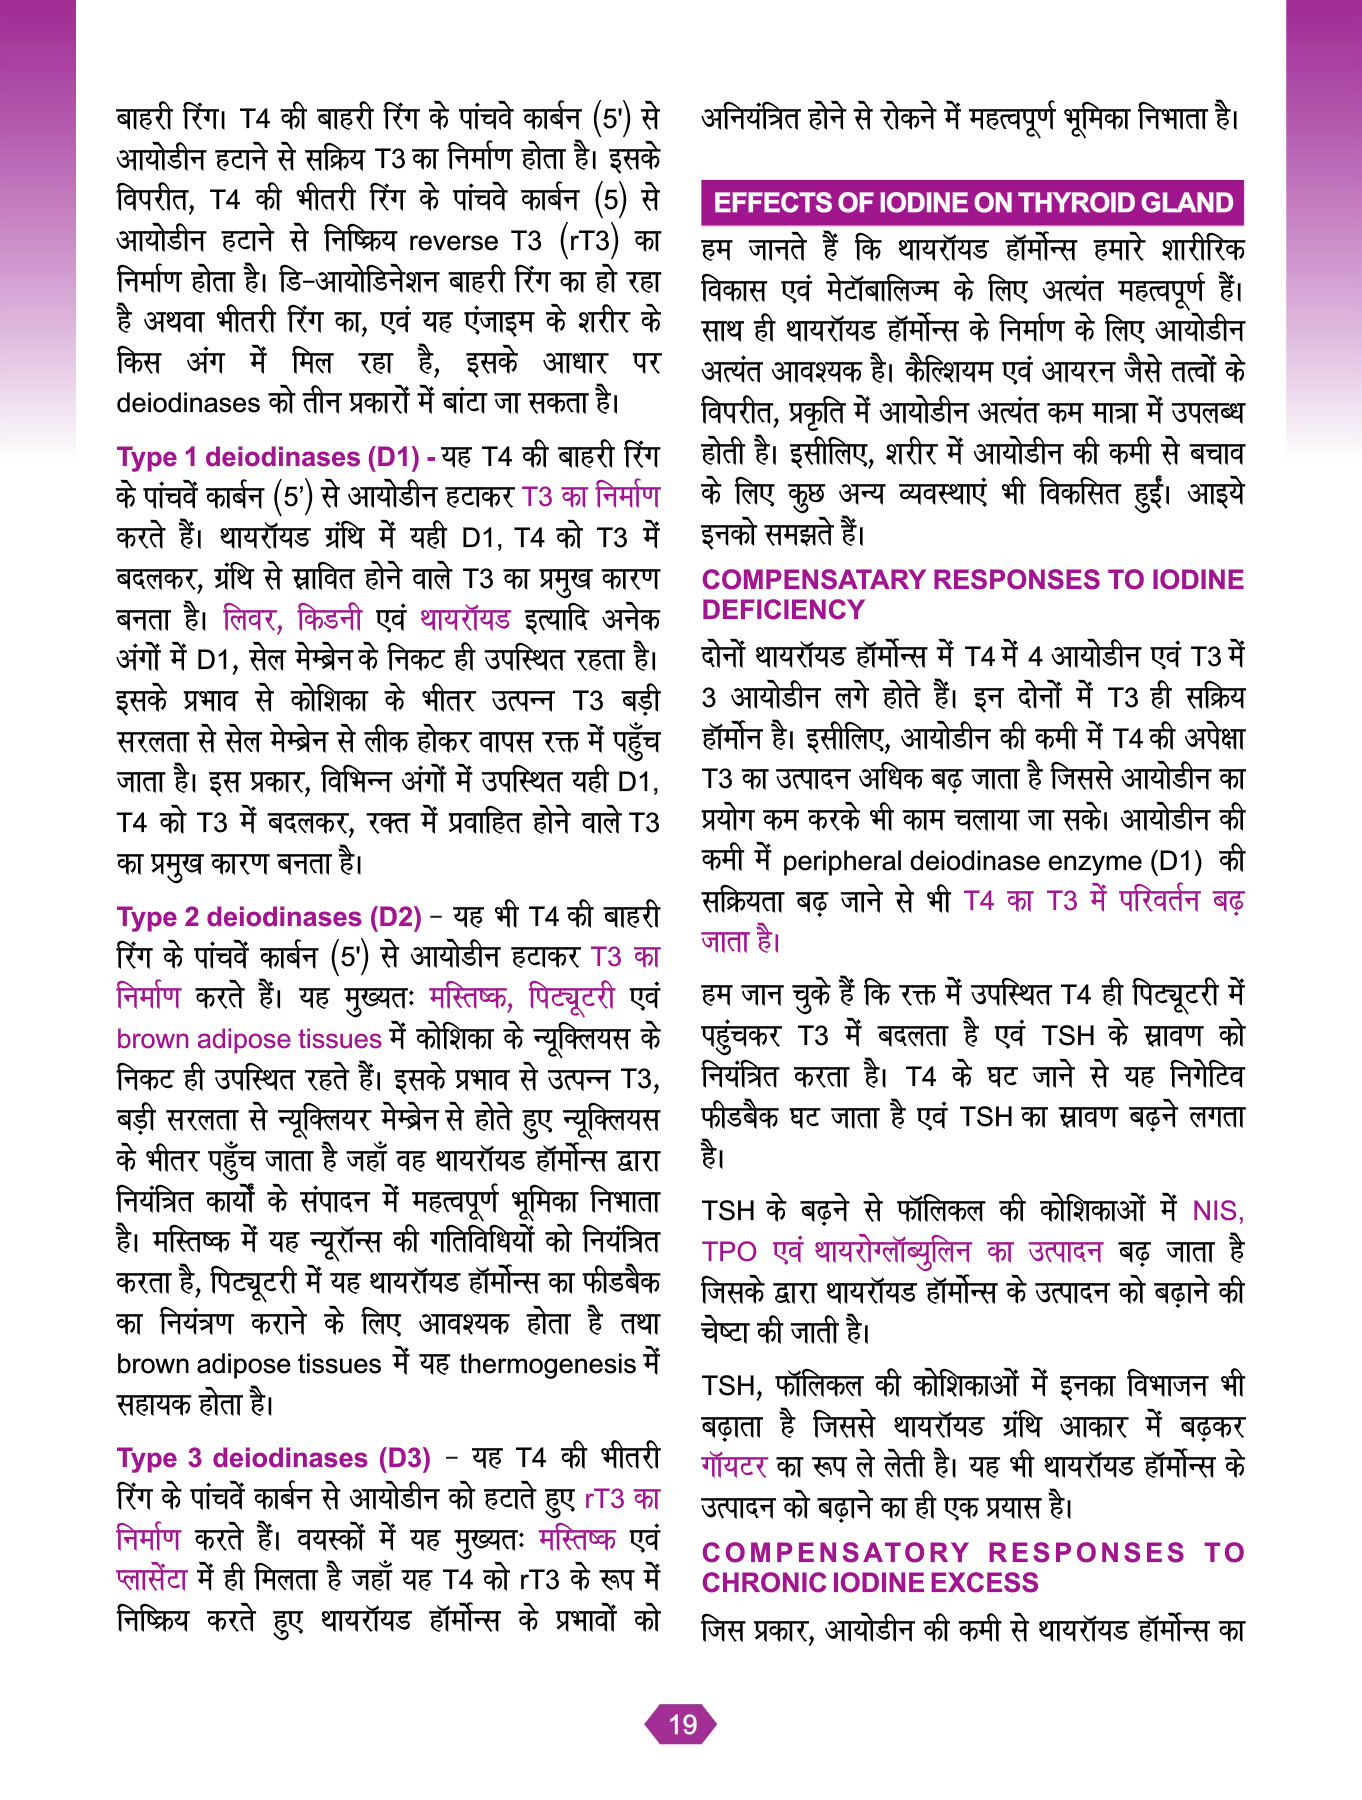 बाहरी रिंग। T4 की बाहरी रिंग के पांचवे कार्बन (5') से
आयोडीन हटाने से सक्रिय T3 का निर्माण होता है। इसके
विपरीत, T4 की भीतरी रिंग के पांचवे कार्बन (5) से
आयोडीन हटाने से निष्क्रिय reverse T3 (rT3) का
निर्माण होता है। डि-आयोडिनेशन बाहरी रिंग का हो रहा
है अथवा भीतरी रिंग का, एवं यह एंजाइम के शरीर के
किस अंग में मिल रहा है, इसके आधार पर
deiodinases को तीन प्रकारों में बांटा जा सकता है।
Type 1 deiodinases (D1) - यह T4 की बाहरी रिंग
के पांचवें कार्बन (5’) से आयोडीन हटाकर T3 का निर्माण
करते हैं। थायरॉयड ग्रंथि में यही D1, T4 को T3 में
बदलकर, ग्रंथि से स्रावित होने वाले T3 का प्रमुख कारण
बनता है। लिवर, किडनी एवं थायरॉयड इत्यादि अनेक
अंगों में D1, सेल मेम्ब्रेन के निकट ही उपस्थित रहता है।
इसके प्रभाव से कोशिका के भीतर उत्पन्न T3 बड़ी
सरलता से सेल मेम्ब्रेन से लीक होकर वापस रक्त में पहुँच
जाता है। इस प्रकार, विभिन्न अंगों में उपस्थित यही D1,
T4 को T3 में बदलकर, रक्त में प्रवाहित होने वाले T3
का प्रमुख कारण बनता है।
Type 2 deiodinases (D2) – यह भी T4 की बाहरी
रिंग के पांचवें कार्बन (5') से आयोडीन हटाकर T3 का
निर्माण करते हैं। यह मुख्यतः मस्तिष्क, पिट्यूटरी एवं
brown adipose tissues में कोशिका के न्यूक्लियस के
निकट ही उपस्थित रहते हैं। इसके प्रभाव से उत्पन्न T3,
बड़ी सरलता से न्यूक्लियर मेम्ब्रेन से होते हुए न्यूक्लियस
के भीतर पहुँच जाता है जहाँ वह थायरॉयड हॉर्मोन्स द्वारा
नियंत्रित कार्यों के संपादन में महत्वपूर्ण भूमिका निभाता
है। मस्तिष्क में यह न्यूरॉन्स की गतिविधियों को नियंत्रित
करता है, पिट्यूटरी में यह थायरॉयड हॉर्मोन्स का फीडबैक
का नियंत्रण कराने के लिए आवश्यक होता है तथा
brown adipose tissues में यह thermogenesis में
सहायक होता है।
Type 3 deiodinases (D3) – यह T4 की भीतरी
रिंग के पांचवें कार्बन से आयोडीन को हटाते हुए rT3 का
निर्माण करते हैं। वयस्कों में यह मुख्यतः मस्तिष्क एवं
प्लासेंटा में ही मिलता है जहाँ यह T4 को rT3 के रूप में
निष्क्रिय करते हुए थायरॉयड हॉर्मोन्स के प्रभावों को
अनियंत्रित होने से रोकने में महत्वपूर्ण भूमिका निभाता है।
EFFECTS OF IODINE ON THYROID GLAND
हम जानते हैं कि थायरॉयड हॉर्मोन्स हमारे शारीरिक
विकास एवं मेटॉबालिज्म के लिए अत्यंत महत्वपूर्ण हैं।
साथ ही थायरॉयड हॉर्मोन्स के निर्माण के लिए आयोडीन
अत्यंत आवश्यक है। कैल्शियम एवं आयरन जैसे तत्वों के
विपरीत, प्रकृति में आयोडीन अत्यंत कम मात्रा में उपलब्ध
होती है। इसीलिए, शरीर में आयोडीन की कमी से बचाव
के लिए कुछ अन्य व्यवस्थाएं भी विकसित हुईं। आइये
इनको समझते हैं।
COMPENSATARY RESPONSES TO IODINE
DEFICIENCY
दोनों थायरॉयड हॉर्मोन्स में T4 में 4 आयोडीन एवं T3 में
3 आयोडीन लगे होते हैं। इन दोनों में T3 ही सक्रिय
हॉर्मोन है। इसीलिए, आयोडीन की कमी में T4 की अपेक्षा
T3 का उत्पादन अधिक बढ़ जाता है जिससे आयोडीन का
प्रयोग कम करके भी काम चलाया जा सके। आयोडीन की
कमी में peripheral deiodinase enzyme (D1) की
सक्रियता बढ़ जाने से भी T4 का T3 में परिवर्तन बढ़
जाता है।
हम जान चुके हैं कि रक्त में उपस्थित T4 ही पिट्यूटरी में
पहुंचकर T3 में बदलता है एवं TSH के स्रावण को
नियंत्रित करता है। T4 के घट जाने से यह निगेटिव
फीडबैक घट जाता है एवं TSH का स्रावण बढ़ने लगता
है।
TSH के बढ़ने से फॉलिकल की कोशिकाओं में NIS,
TPO एवं थायरोग्लॉब्युलिन का उत्पादन बढ़ जाता है
जिसके द्वारा थायरॉयड हॉर्मोन्स के उत्पादन को बढ़ाने की
चेष्टा की जाती है।
TSH, फॉलिकल की कोशिकाओं में इनका विभाजन भी
बढ़ाता है जिससे थायरॉयड ग्रंथि आकार में बढ़कर
गॉयटर का रूप ले लेती है। यह भी थायरॉयड हॉर्मोन्स के
उत्पादन को बढ़ाने का ही एक प्रयास है।
COMPENSATORY RESPONSES TO
CHRONIC IODINE EXCESS
जिस प्रकार, आयोडीन की कमी से थायरॉयड हॉर्मोन्स का
19